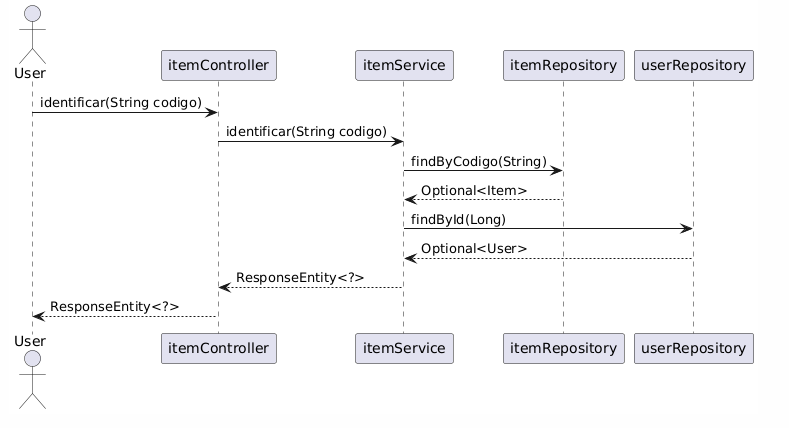 User
itemController
itemService
itemRepository
userRepository
identificar(String codigo)
identificar(String codigo)
findByCodigo(String)
Optional<Item>
findById(Long)
Optional<User>
ResponseEntity<?>
ResponseEntity<?>
User
itemController
itemService
itemRepository
userRepository